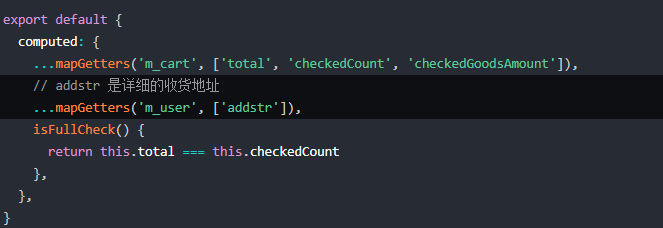 export default {
  computed: {
    ...mapGetters('m_cart', ['total', 'checkedCount', 'checkedGoodsAmount']),
    // addstr 是详细的收货地址
    ...mapGetters('m_user', ['addstr']),
    isFullCheck() {
      return this.total === this.checkedCount
    },
  },
}